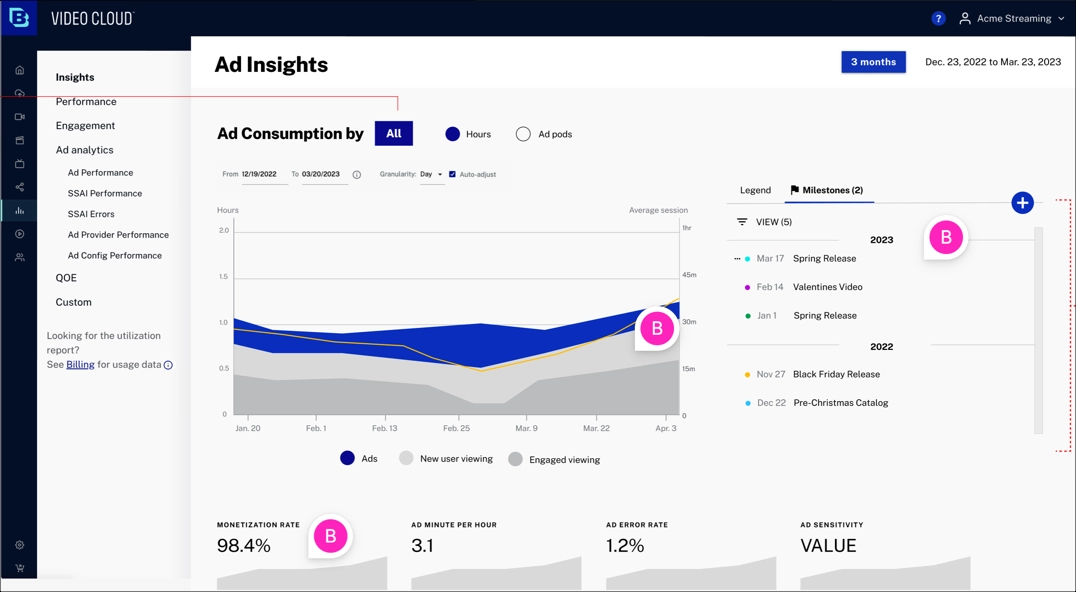 VIDEO CLOUD
?
Acme Streaming
Insights
Performance
Engagement
Ad analytics
Ad Performance
SSAI Performance
SSAI Errors
Ad Provider Performance
Ad Config Performance
QOE
Custom
Looking for the utilization
report?
See Billing for usage data
Ad Insights
3 months
Dec. 23, 2022 to Mar. 23, 2023
Ad Consumption by
All
Hours
Ad pods
From 12/19/2022 To 03/20/2023
Granularity: Day
Auto-adjust
Hours
Average session
2.0
1.5
1.0
0.5
0
1hr
45m
30m
15m
0
B
Jan. 20
Feb. 1
Feb. 13
Feb. 25
Mar. 9
Mar. 22
Apr. 3
Ads
New user viewing
Engaged viewing
Legend
Milestones (2)
+
VIEW (5)
B
2023
Mar 17 Spring Release
Feb 14 Valentines Video
Jan 1 Spring Release
2022
Nov 27 Black Friday Release
Dec 22 Pre-Christmas Catalog
MONETIZATION RATE
98.4%
B
AD MINUTE PER HOUR
3.1
AD ERROR RATE
1.2%
AD SENSITIVITY
VALUE